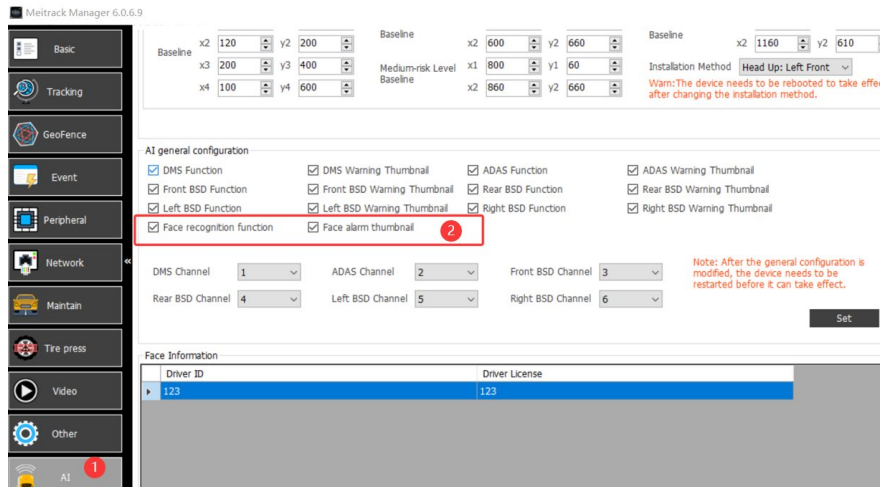 Meitrack Manager 6.0.6.9
Basic
Tracking
GeoFence
Event
Peripheral
Network
«
Maintain
Tire press
Video
Other
AI
1
Baseline x2 120 y2 200
x3 200 y3 400
x4 100 y4 600
Baseline x2 600 y2 660
Medium-risk Level Baseline x1 800 y1 60
x2 860 y2 660
Baseline x2 1160 y2 610
Installation Method Head Up: Left Front
Warn:The device needs to be rebooted to take effe
after changing the installation method.
AI general configuration
DMS Function DMS Warning Thumbnail ADAS Function ADAS Warning Thumbnail
Front BSD Function Front BSD Warning Thumbnail Rear BSD Function Rear BSD Warning Thumbnail
Left BSD Function Left BSD Warning Thumbnail Right BSD Function Right BSD Warning Thumbnail
Face recognition function Face alarm thumbnail 2
DMS Channel 1 ADAS Channel 2 Front BSD Channel 3
Rear BSD Channel 4 Left BSD Channel 5 Right BSD Channel 6
Note: After the general configuration is
modified, the device needs to be
restarted before it can take effect.
Set
Face Information
Driver ID Driver License
123 123